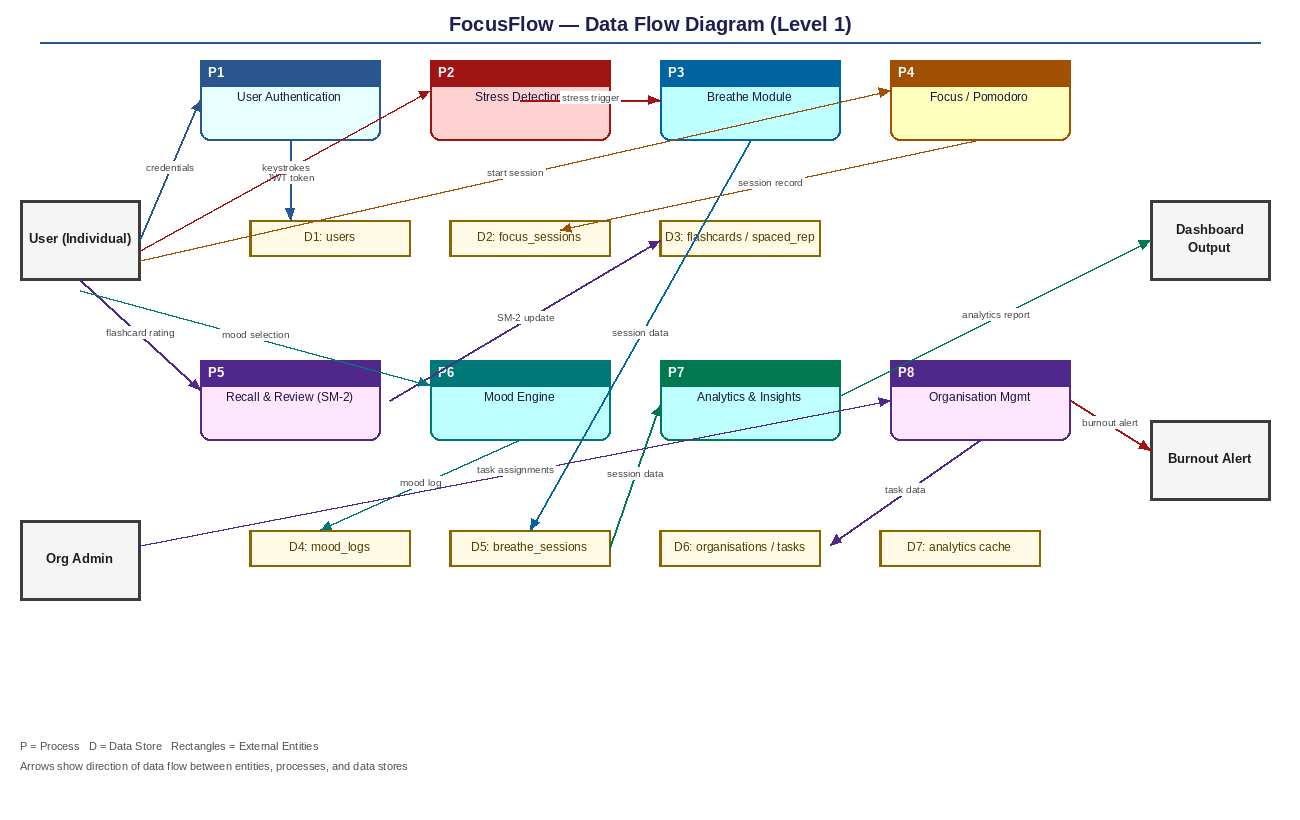 FocusFlow — Data Flow Diagram (Level 1)
P1
User Authentication
P2
Stress Detection
stress trigger
P3
Breathe Module
P4
Focus / Pomodoro
credentials
keystrokes
JWT token
start session
session record
User (Individual)
D1: users
D2: focus_sessions
D3: flashcards / spaced_rep
Dashboard
Output
flashcard rating
mood selection
SM-2 update
session data
analytics report
P5
Recall & Review (SM-2)
P6
Mood Engine
P7
Analytics & Insights
P8
Organisation Mgmt
burnout alert
Burnout Alert
mood log
task assignments
session data
task data
Org Admin
D4: mood_logs
D5: breathe_sessions
D6: organisations / tasks
D7: analytics cache
P = Process   D = Data Store   Rectangles = External Entities
Arrows show direction of data flow between entities, processes, and data stores